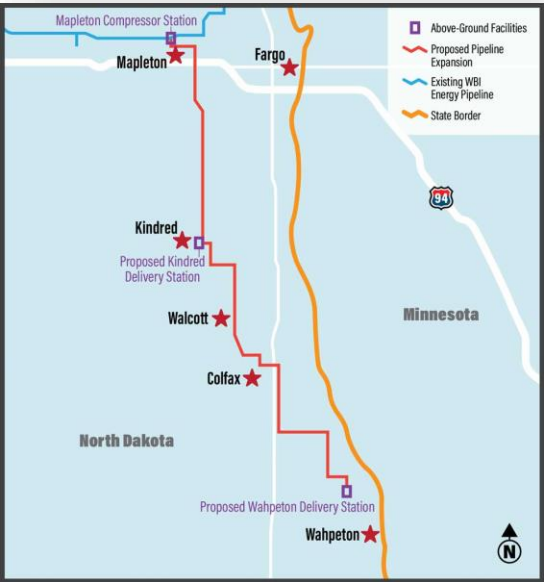 Mapleton Compressor Station
Above-Ground Facilities
Proposed Pipeline
Expansion
Existing WBI
Energy Pipeline
State Border
Mapleton
Fargo
94
Kindred
Proposed Kindred
Delivery Station
Walcott
Minnesota
Colfax
North Dakota
Proposed Wahpeton Delivery Station
Wahpeton
N